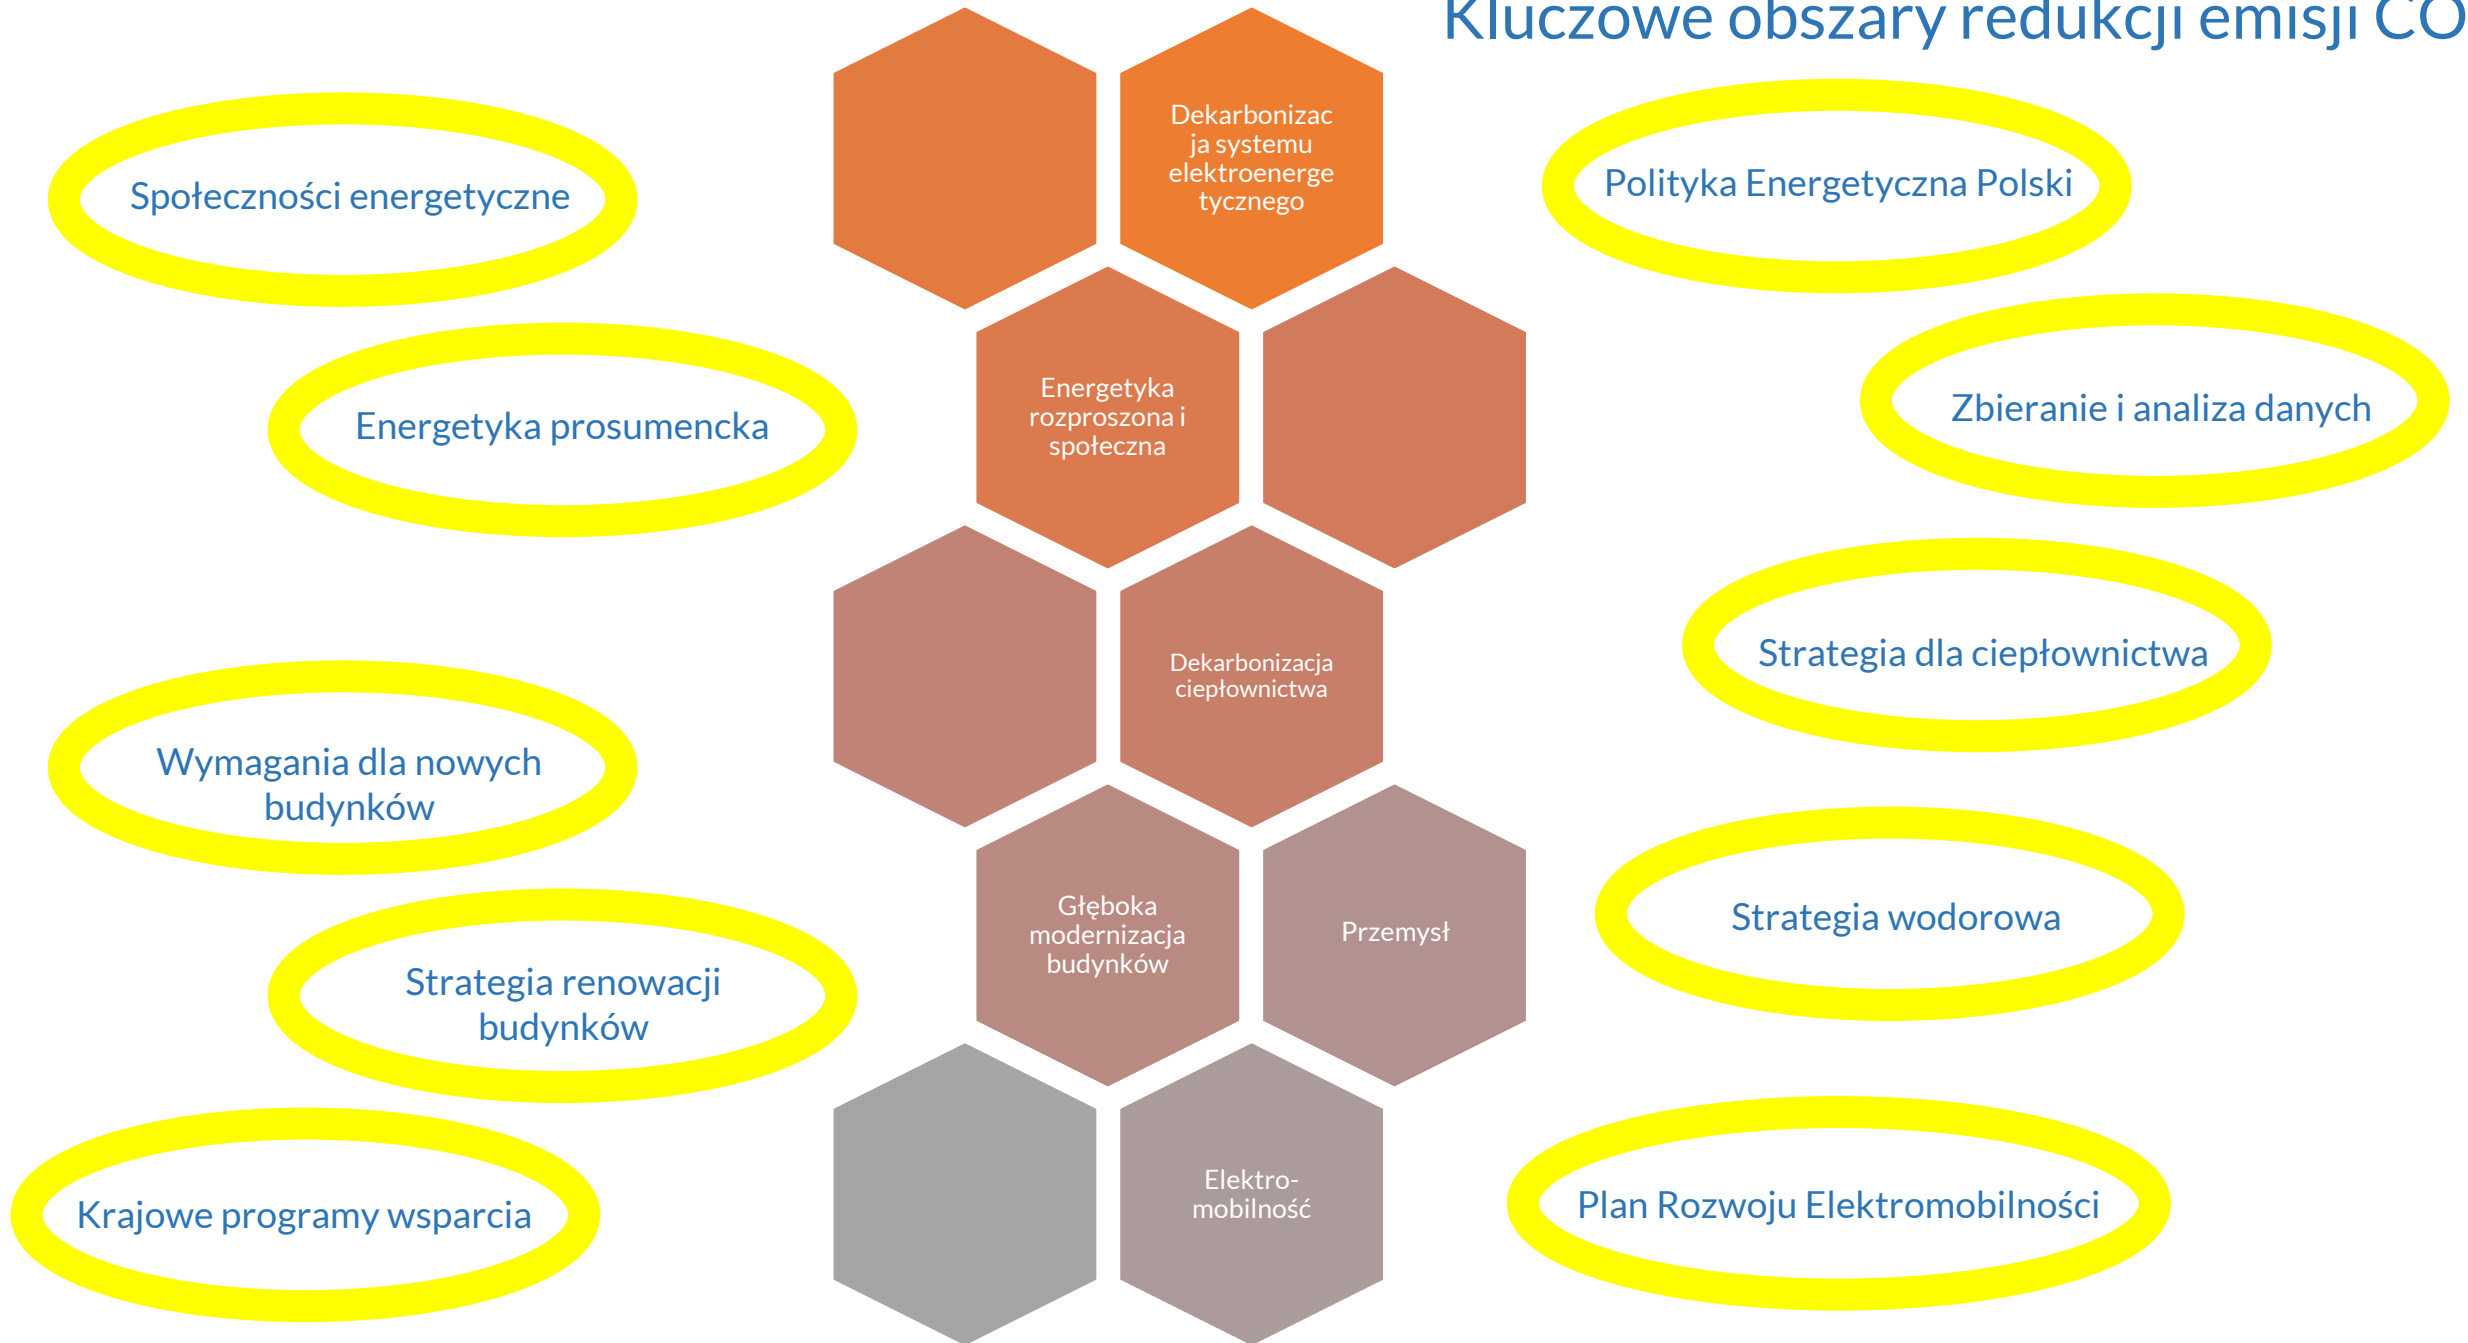 Kluczowe obszary redukcji emisji CO
Dekarbonizac
ja systemu
elektroenerge
tycznego
Społeczności energetyczne
Polityka Energetyczna Polski
Energetyka
rozproszona i
społeczna
Energetyka prosumencka
Zbieranie i analiza danych
Dekarbonizacja
ciepłownictwa
Strategia dla ciepłownictwa
Wymagania dla nowych
budynków
Głęboka
modernizacja
budynków
Przemysł
Strategia wodorowa
Strategia renowacji
budynków
Elektro-
mobilność
Krajowe programy wsparcia
Plan Rozwoju Elektromobilności